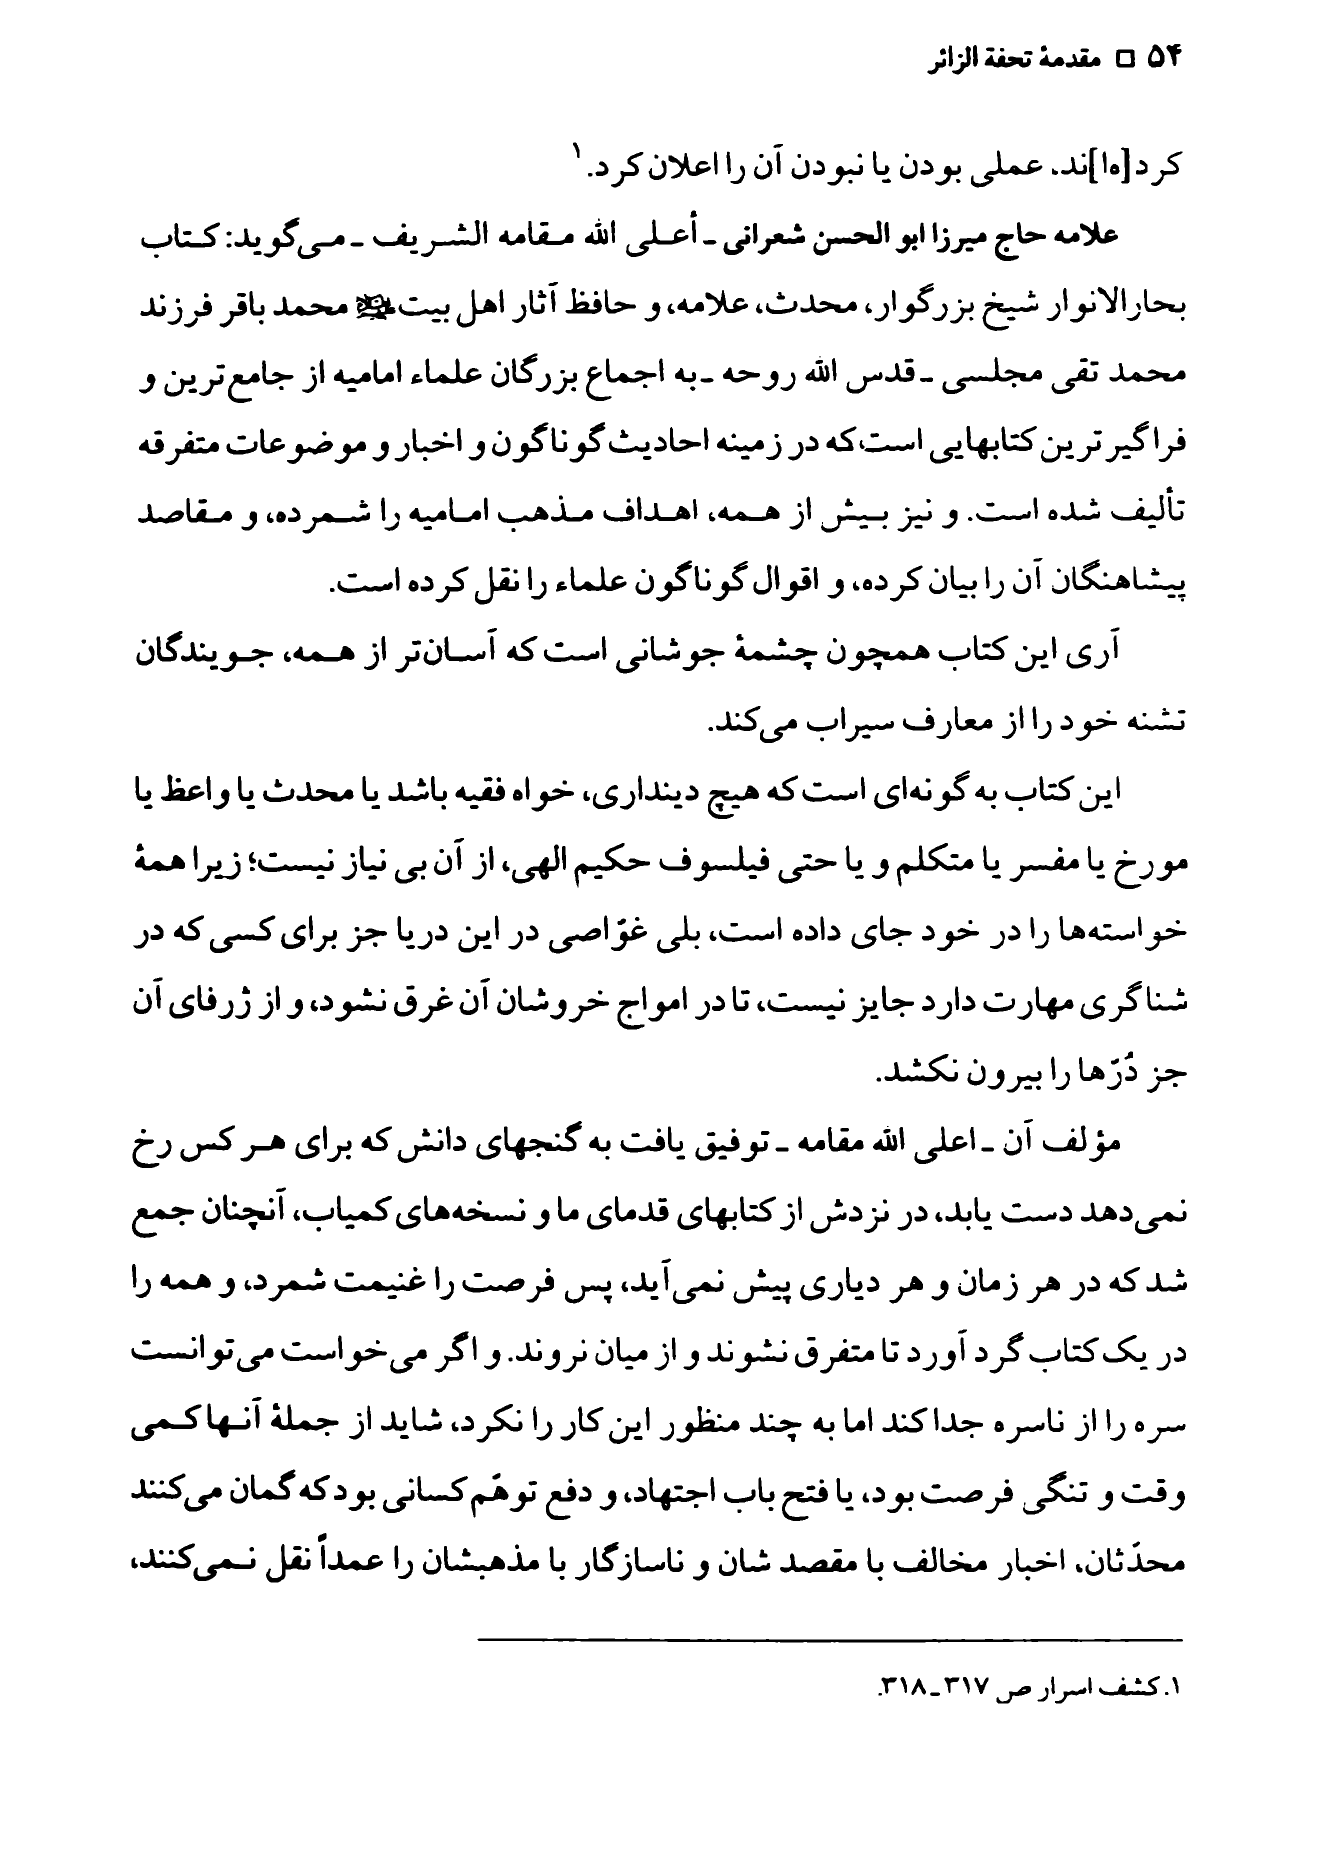 ۵۴ □ مقدمهٔ تحفة الزائر
کرد[ه‌ا]ند، عملی بودن یا نبودن آن را اعلان کرد.۱
علامه حاج میرزا ابو الحسن شعرانی ـ أعلی الله مقامه الشریف ـ می‌گوید: کتاب
بحارالانوار شیخ بزرگوار، محدث، علامه، و حافظ آثار اهل بیت محمد باقر فرزند
محمد تقی مجلسی ـ قدس الله روحه ـ به اجماع بزرگان علماء امامیه از جامع‌ترین و
فراگیرترین کتابهایی است که در زمینه احادیث گوناگون و اخبار و موضوعات متفرقه
تألیف شده است. و نیز بیش از همه، اهداف مذهب امامیه را شمرده، و مقاصد
پیشاهنگان آن را بیان کرده، و اقوال گوناگون علماء را نقل کرده است.
آری این کتاب همچون چشمهٔ جوشانی است که آسان‌تر از همه، جویندگان
تشنه خود را از معارف سیراب می‌کند.
این کتاب به گونه‌ای است که هیچ دینداری، خواه فقیه باشد یا محدث یا واعظ یا
مورخ یا مفسر یا متکلم و یا حتی فیلسوف حکیم الهی، از آن بی نیاز نیست؛ زیرا همهٔ
خواسته‌ها را در خود جای داده است، بلی غوّاصی در این دریا جز برای کسی که در
شناگری مهارت دارد جایز نیست، تا در امواج خروشان آن غرق نشود، و از ژرفای آن
جز دُرّها را بیرون نکشد.
مؤلف آن ـ اعلی الله مقامه ـ توفیق یافت به گنجهای دانش که برای هر کس رخ
نمی‌دهد دست یابد، در نزدش از کتابهای قدمای ما و نسخه‌های کمیاب، آنچنان جمع
شد که در هر زمان و هر دیاری پیش نمی‌آید، پس فرصت را غنیمت شمرد، و همه را
در یک کتاب گرد آورد تا متفرق نشوند و از میان نروند. و اگر می‌خواست می‌توانست
سره را از ناسره جدا کند اما به چند منظور این کار را نکرد، شاید از جملهٔ آنها کمی
وقت و تنگی فرصت بود، یا فتح باب اجتهاد، و دفع توهّم کسانی بود که گمان می‌کنند
محدّثان، اخبار مخالف با مقصد شان و ناسازگار با مذهبشان را عمداً نقل نمی‌کنند،
۱. کشف اسرار ص ۳۱۷ـ۳۱۸.